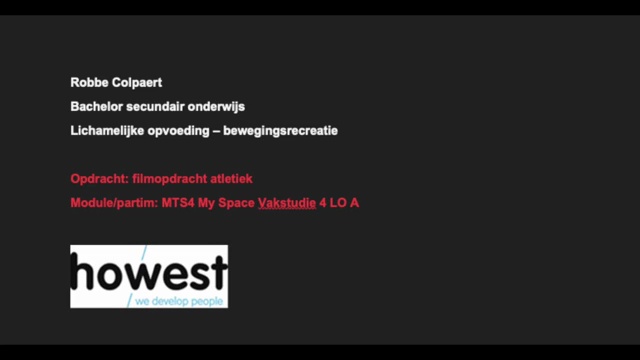 Robbe Colpaert
Bachelor secundair onderwijs
Lichamelijke opvoeding – bewegingsrecreatie
Opdracht: filmopdracht atletiek
Module/partim: MTS4 My Space Vakstudie 4 LO A
howest
we develop people